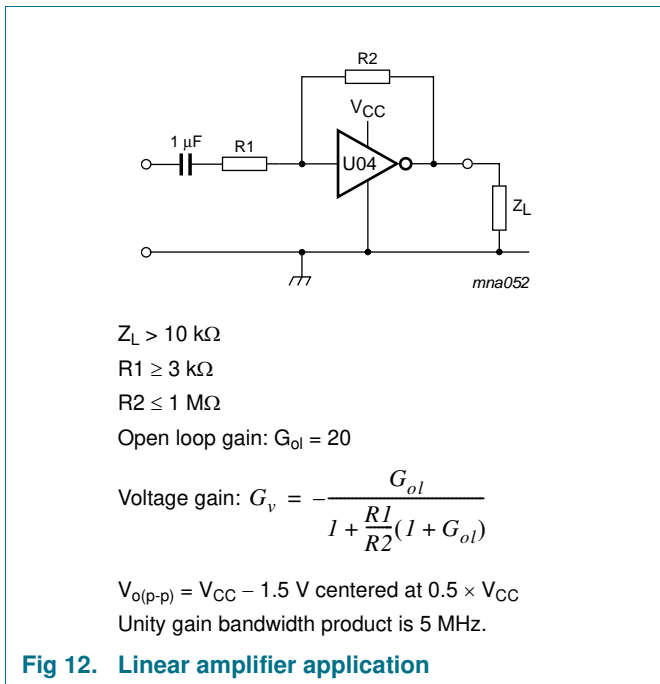 R2
V_CC
1 μF
R1
U04
Z_L
mna052
Z_L > 10 kΩ
R1 ≥ 3 kΩ
R2 ≤ 1 MΩ
Open loop gain: G_ol = 20
Voltage gain: G_v = − G_ol / (1 + R1/R2 (1 + G_ol))
V_o(p-p) = V_CC − 1.5 V centered at 0.5 × V_CC
Unity gain bandwidth product is 5 MHz.
Fig 12. Linear amplifier application